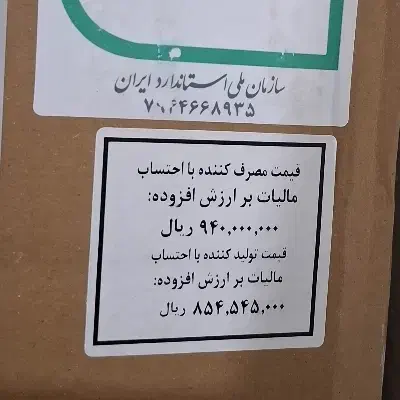 سازمان ملی استاندارد ایران
قیمت مصرف کننده با احتساب
مالیات بر ارزش افزوده:
۹۴۰,۰۰۰,۰۰۰ ریال
قیمت تولید کننده با احتساب
مالیات بر ارزش افزوده:
۸۵۴,۵۴۵,۰۰۰ ریال